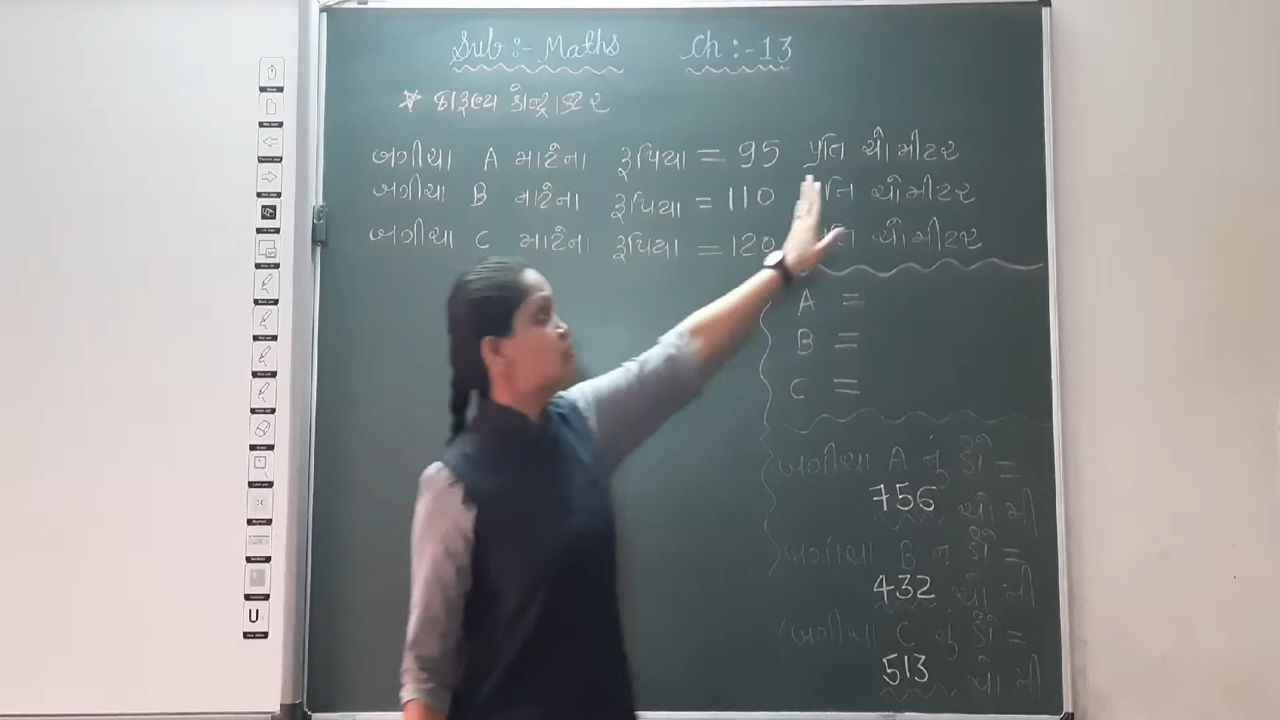 Sub:- Maths Ch:-13
* કારૂલ્ય કોન્ટ્રાક્ટર
બગીચા A માટેના રૂપિયા = 95 પ્રતિ ચોમીટર
બગીચા B માટેના રૂપિયા = 110 પ્રતિ ચોમીટર
બગીચા C માટેના રૂપિયા = 120 પ્રતિ ચોમીટર
A =
B =
C =
બગીચા A નું ક્ષે =
756 ચો મી
બગીચા B નું ક્ષે =
432 ચો મી
બગીચા C નું ક્ષે =
513 ચો મી